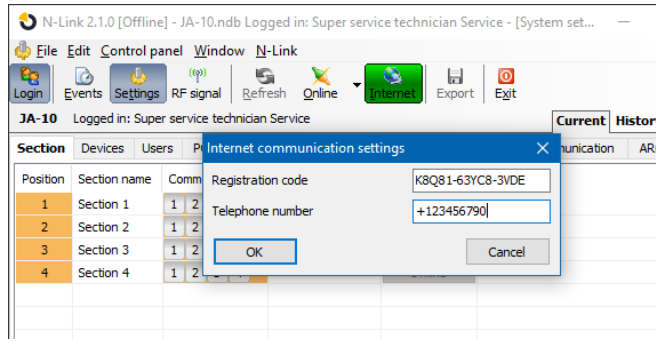 N-Link 2.1.0 [Offline] - JA-10.ndb Logged in: Super service technician Service - [System set...
File Edit Control panel Window N-Link
Login Events Settings RF signal Refresh Online Internet Export Exit
JA-10 Logged in: Super service technician Service Current Histor
Section Devices Users Internet communication settings munication AR
Position Section name Comm Registration code K8Q81-63YC8-3VDE
1 Section 1 1 2
Telephone number +123456790
2 Section 2 1 2
3 Section 3 1 2 OK Cancel
4 Section 4 1 2